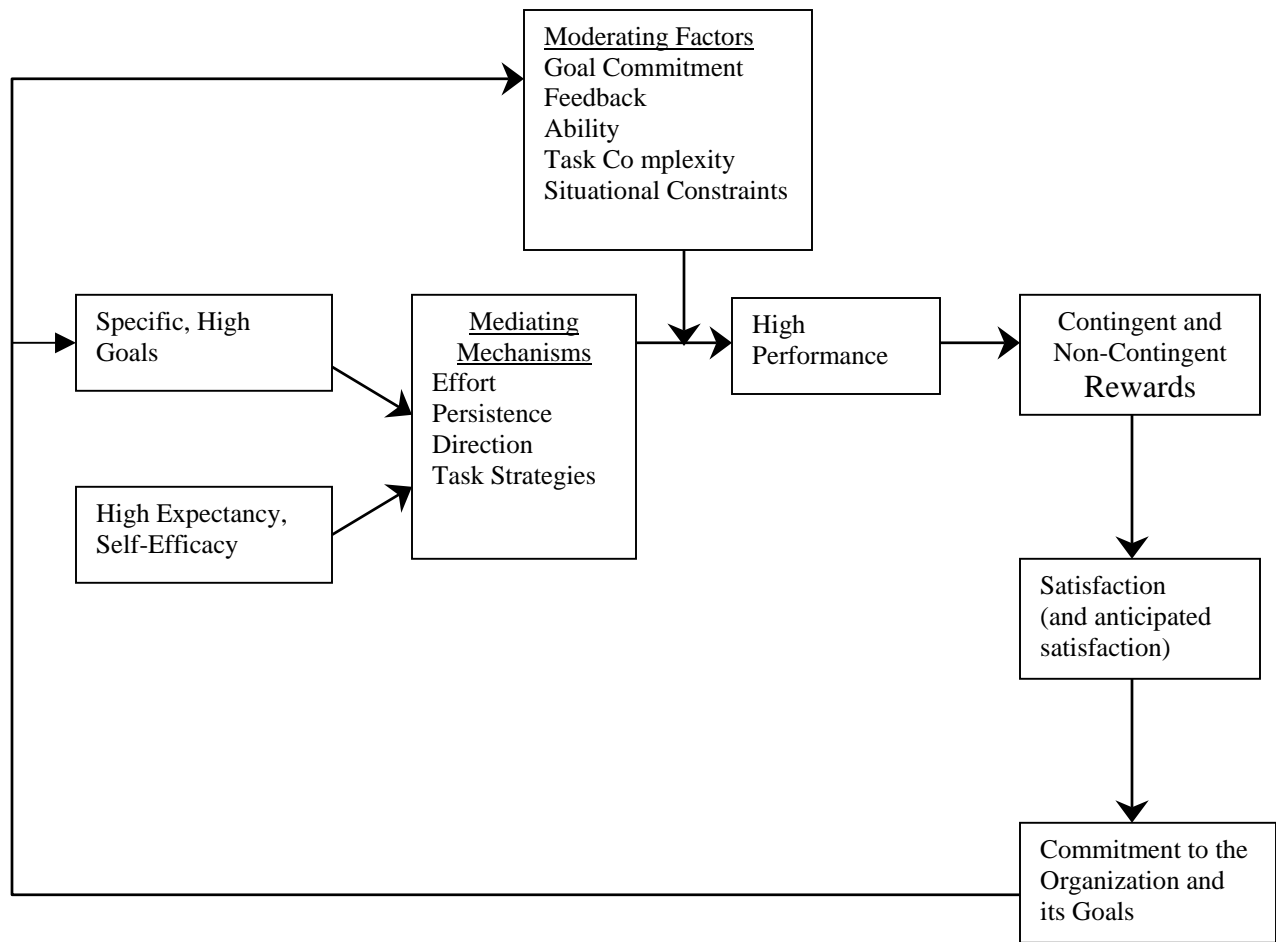 Moderating Factors
Goal Commitment
Feedback
Ability
Task Co mplexity
Situational Constraints
Specific, High
Goals
High Expectancy,
Self-Efficacy
Mediating
Mechanisms
Effort
Persistence
Direction
Task Strategies
High
Performance
Contingent and
Non-Contingent
Rewards
Satisfaction
(and anticipated
satisfaction)
Commitment to the
Organization and
its Goals